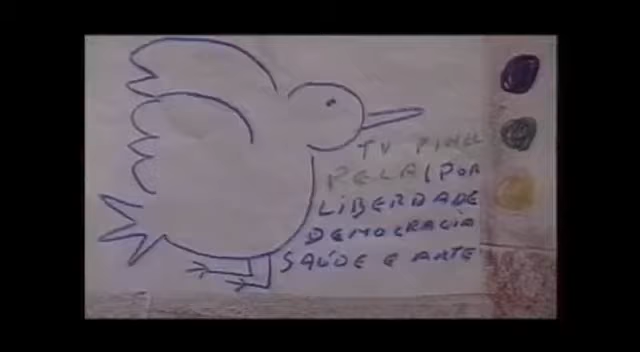 TV PINEL
PELA / POR
LIBERDADE
DEMOCRACIA
SAÚDE E ARTE